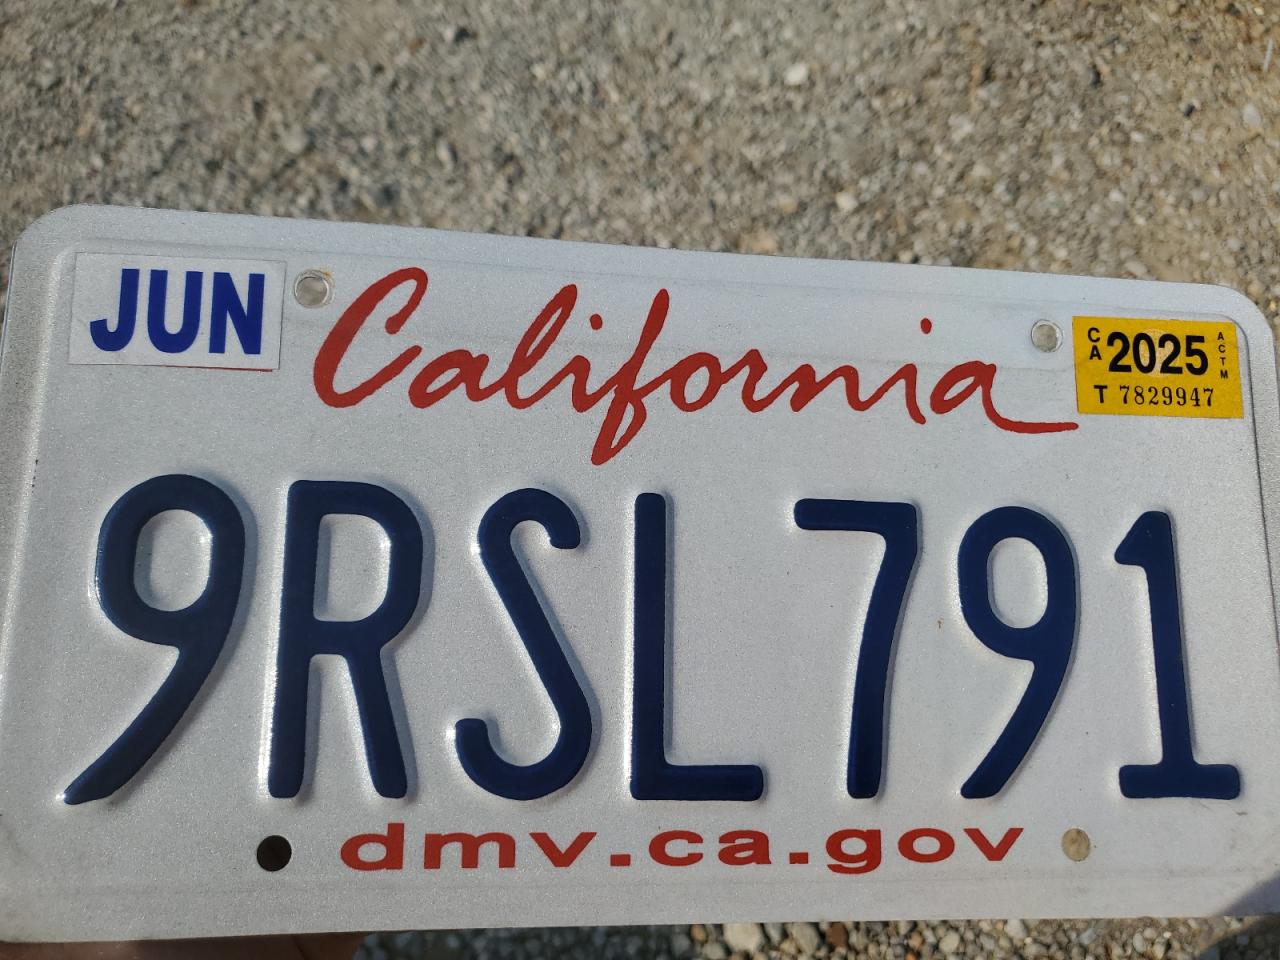 JUN
California
CA 2025 ACTM
T 7829947
9RSL791
dmv.ca.gov